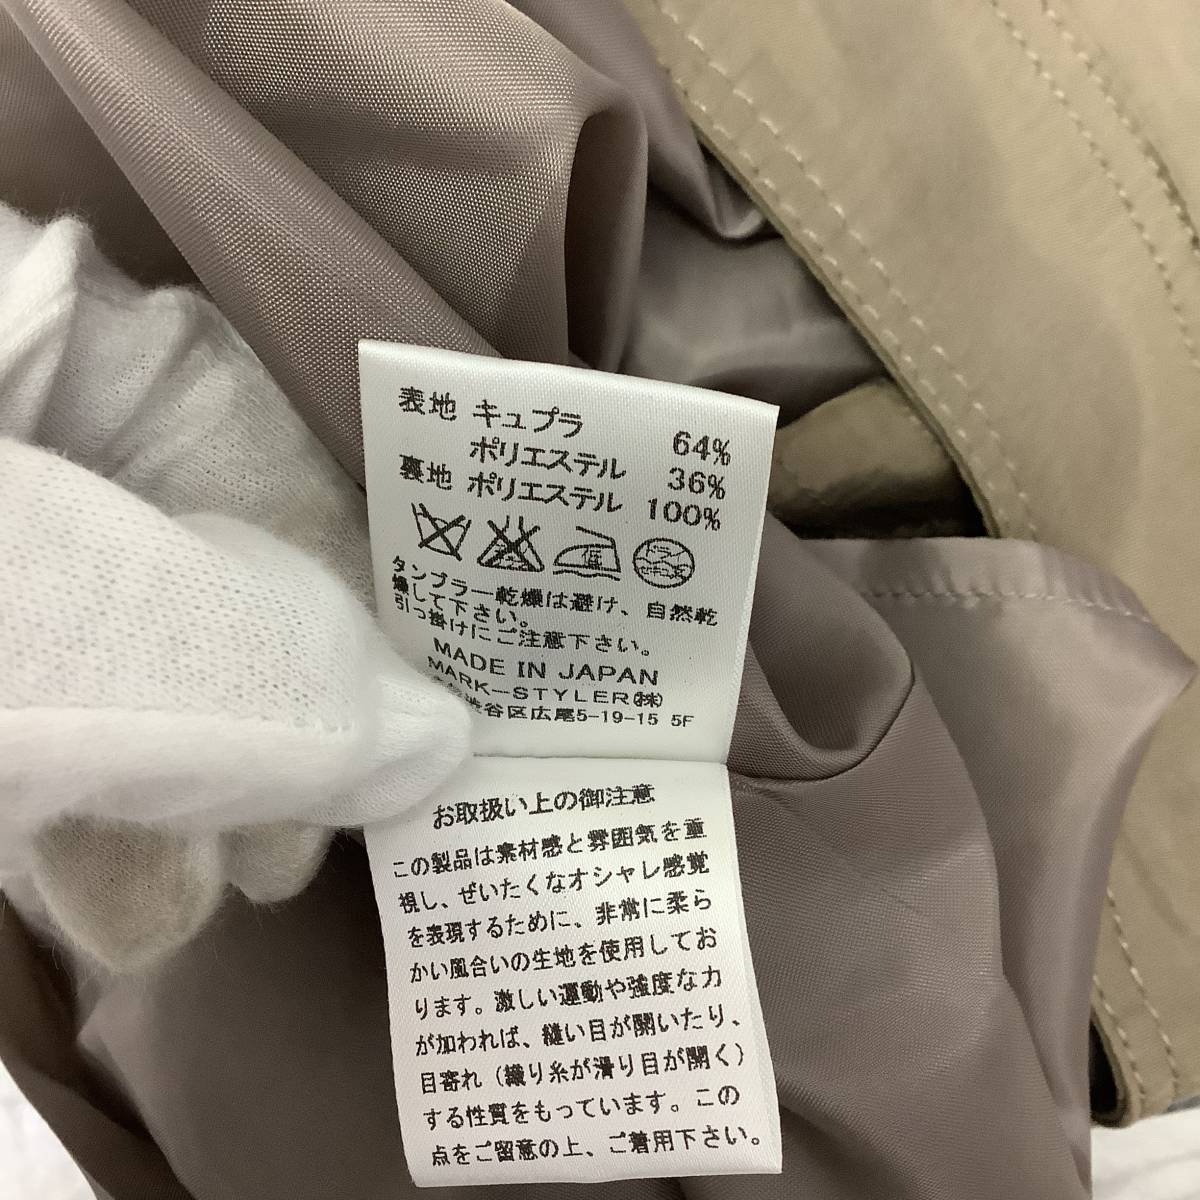 表地 キュプラ 64%
ポリエステル 36%
裏地 ポリエステル 100%
低
ドライ
セキユ系
タンブラー乾燥は避け、自然乾
燥して下さい。
引っ掛けにご注意下さい。
MADE IN JAPAN
MARK-STYLER㈱
渋谷区広尾5-19-15 5F
お取扱い上の御注意
この製品は素材感と雰囲気を重
視し、ぜいたくなオシャレ感覚
を表現するために、非常に柔ら
かい風合いの生地を使用してお
ります。激しい運動や強度な力
が加われば、縫い目が開いたり、
目寄れ（織り糸が滑り目が開く）
する性質をもっています。この
点をご留意の上、ご着用下さい。